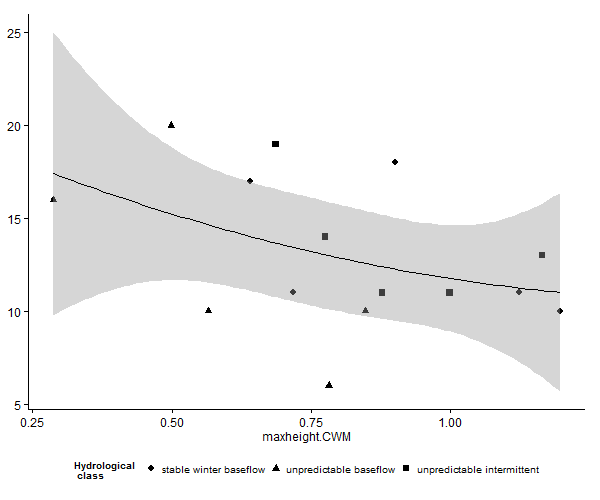 25
20
15
10
5
0.25 0.50 0.75 1.00
maxheight.CWM
Hydrological
class
stable winter baseflow unpredictable baseflow unpredictable intermittent